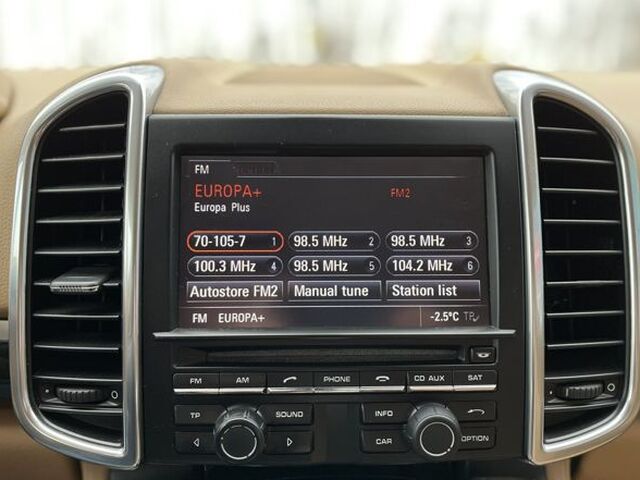 FM
EUROPA+ FM2
Europa Plus
70-105-7 1 98.5 MHz 2 98.5 MHz 3
100.3 MHz 4 98.5 MHz 5 104.2 MHz 6
Autostore FM2 Manual tune Station list
FM EUROPA+ -2.5°C TP
FM AM PHONE CD AUX SAT
TP SOUND INFO
CAR OPTION